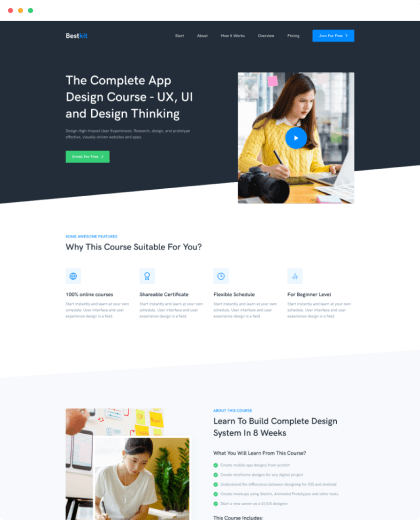 Bestkit
Start About How It Works Overview Pricing Start For Free
The Complete App
Design Course - UX, UI
and Design Thinking
Design High-Impact User Experiences. Research, design, and prototype
effective, visually-driven websites and apps.
Enroll For Free
SOME AWESOME FEATURES
Why This Course Suitable For You?
100% online courses
Start instantly and learn at your own
schedule. User interface and user
experience design is a field
Shareable Certificate
Start instantly and learn at your own
schedule. User interface and user
experience design is a field
Flexible Schedule
Start instantly and learn at your own
schedule. User interface and user
experience design is a field
For Beginner Level
Start instantly and learn at your own
schedule. User interface and user
experience design is a field
ABOUT THIS COURSE
Learn To Build Complete Design
System In 8 Weeks
What You Will Learn From This Course?
Create mobile app designs from scratch
Create wireframe designs for any digital project
Understand the difference between designing for iOS and Android
Create mockups using Sketch, Animated Prototypes and other tools
Start a new career as a UI/UX designer
This Course Includes: